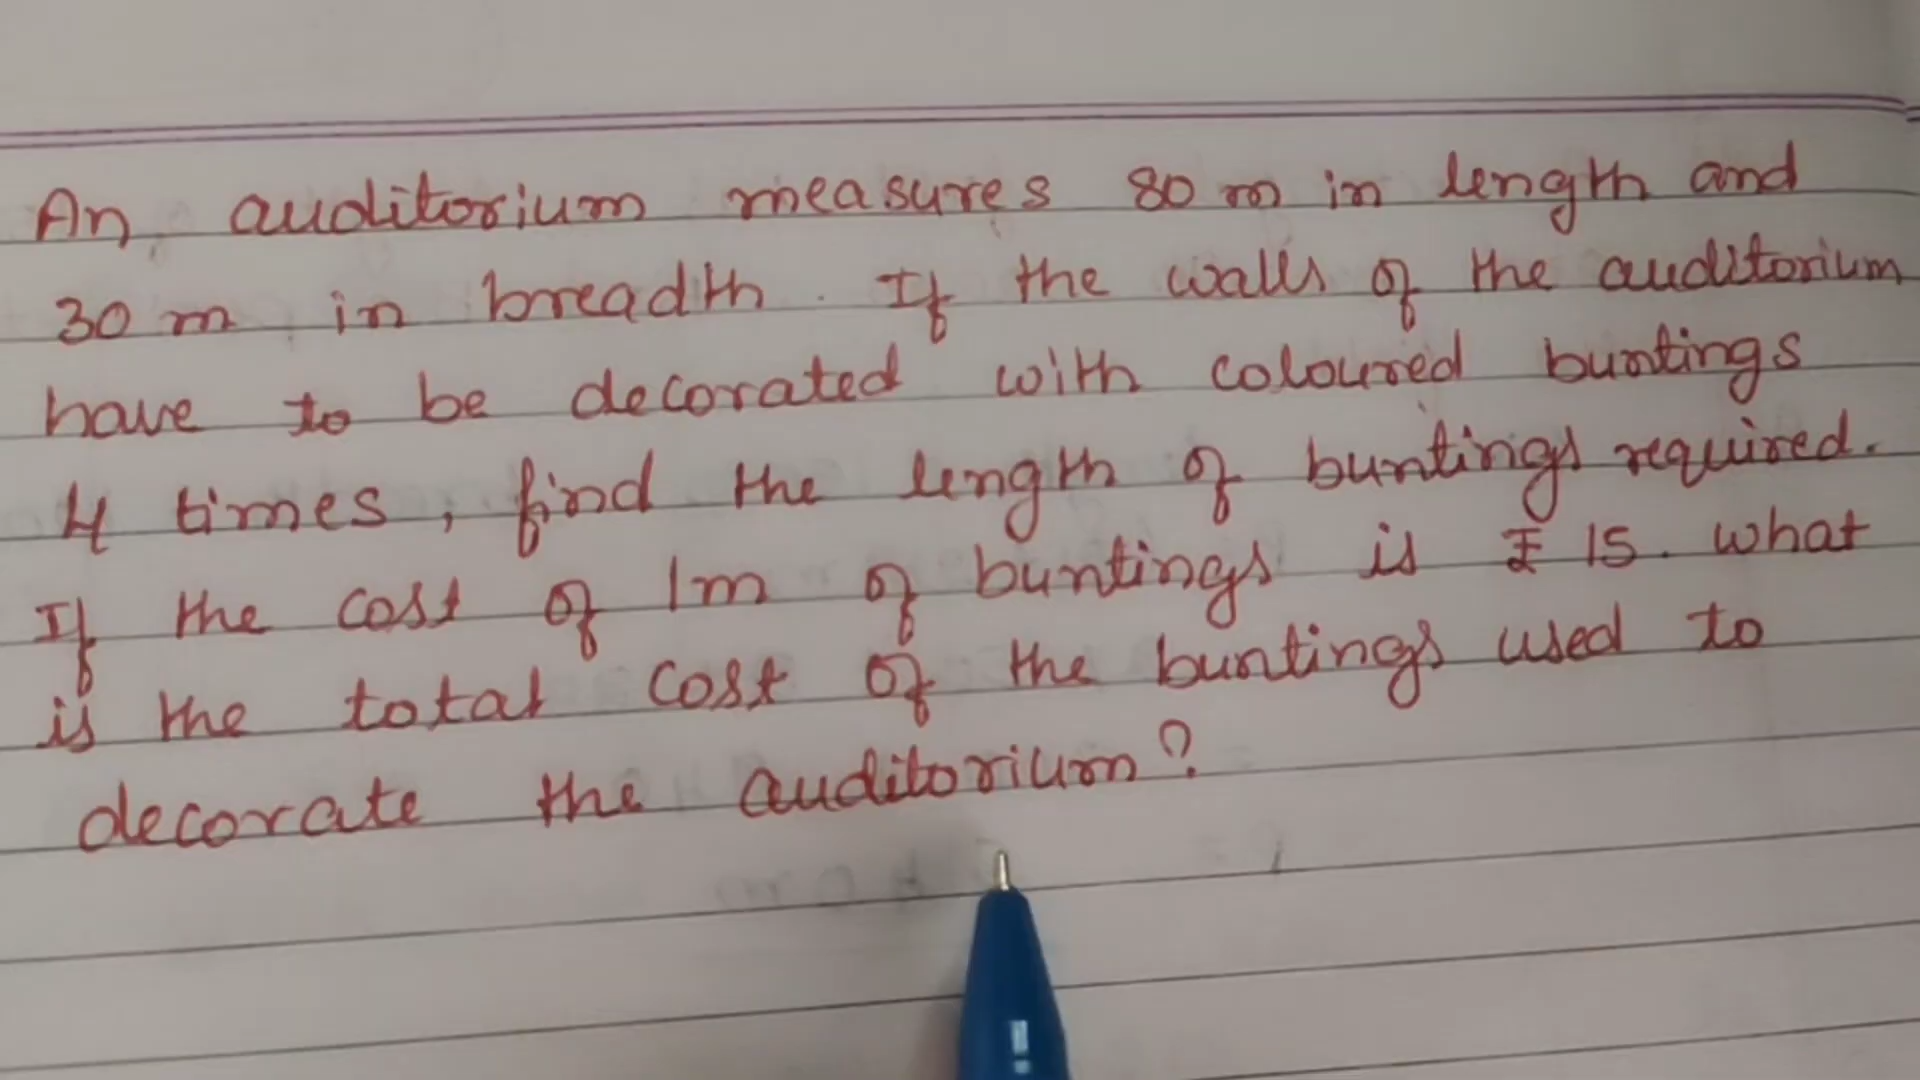 An auditorium measures 80 m in length and
30 m in breadth. If the walls of the auditorium
have to be decorated with coloured buntings
4 times, find the length of buntings required.
If the cost of 1m of buntings is ₹ 15. what
is the total cost of the buntings used to
decorate the auditorium?